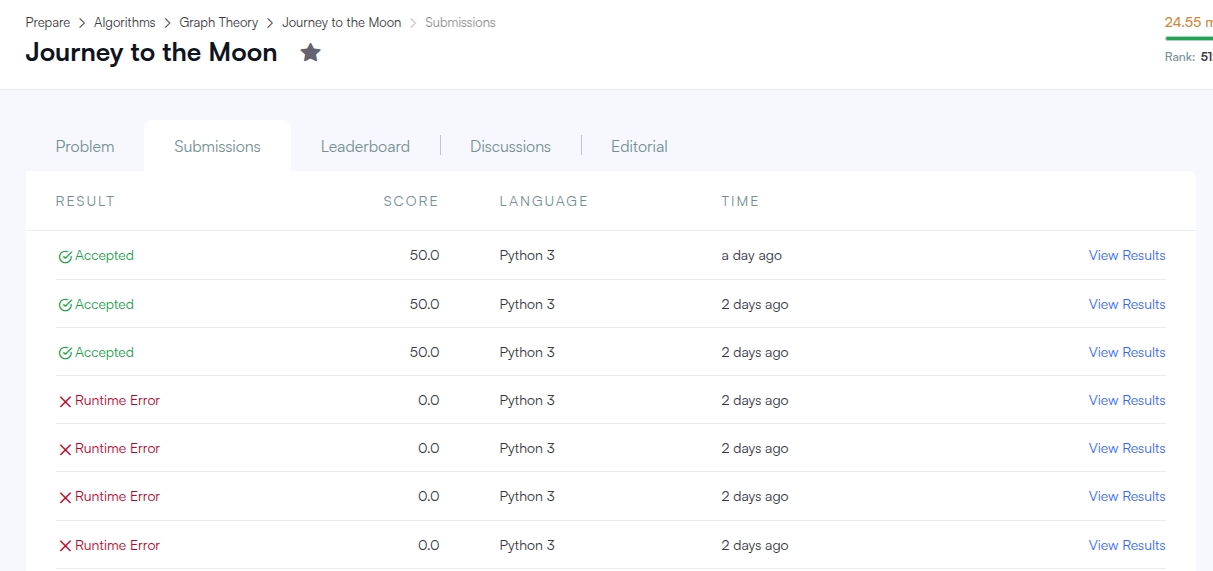 Prepare > Algorithms > Graph Theory > Journey to the Moon > Submissions
24.55
Journey to the Moon
Rank: 51
Problem Submissions Leaderboard Discussions Editorial
RESULT SCORE LANGUAGE TIME
Accepted 50.0 Python 3 a day ago View Results
Accepted 50.0 Python 3 2 days ago View Results
Accepted 50.0 Python 3 2 days ago View Results
Runtime Error 0.0 Python 3 2 days ago View Results
Runtime Error 0.0 Python 3 2 days ago View Results
Runtime Error 0.0 Python 3 2 days ago View Results
Runtime Error 0.0 Python 3 2 days ago View Results